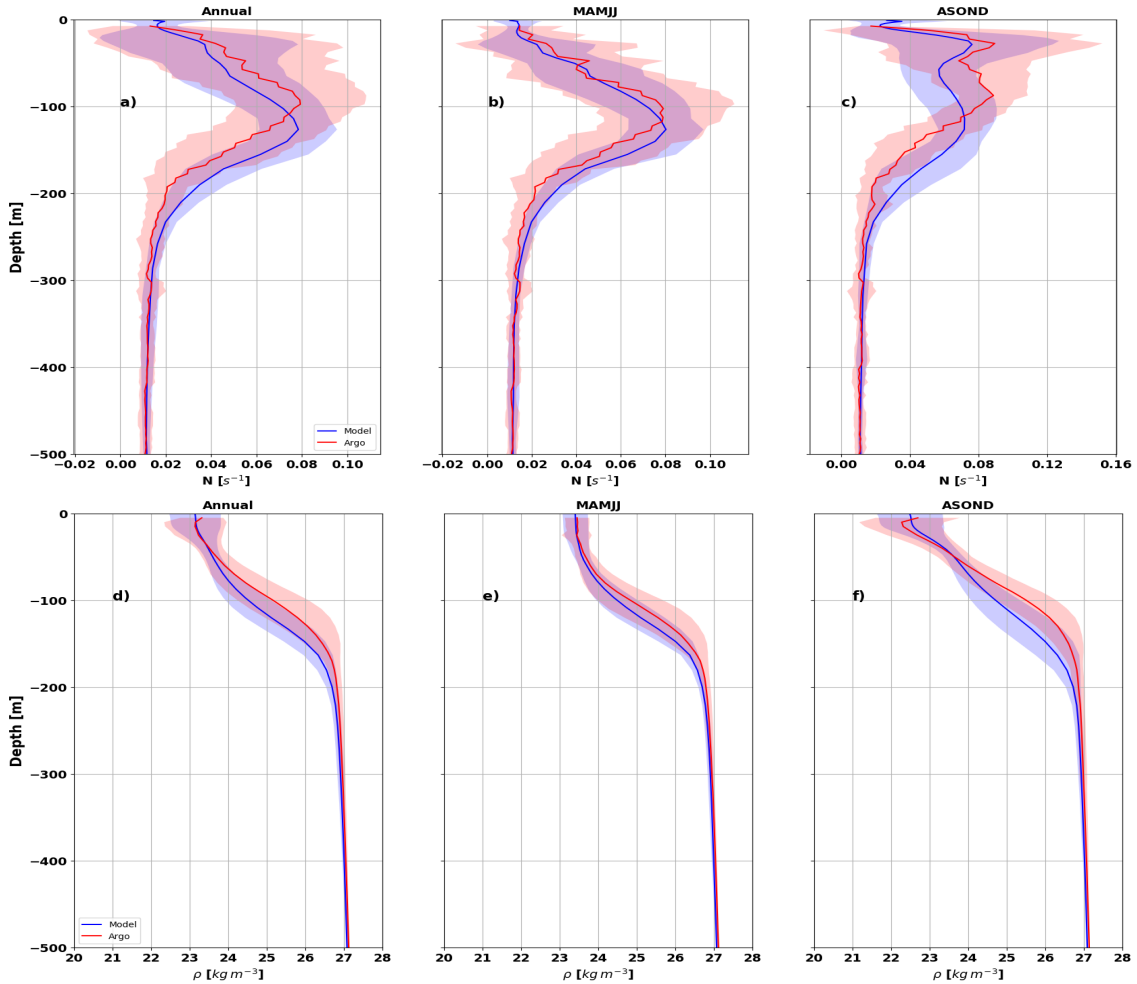 Annual
MAMJJ
ASOND
Depth [m]
0
−100
−200
−300
−400
−500
a)
b)
c)
Model
Argo
−0.02 0.00 0.02 0.04 0.06 0.08 0.10
−0.02 0.00 0.02 0.04 0.06 0.08 0.10
0.00 0.04 0.08 0.12 0.16
N [s⁻¹]
N [s⁻¹]
N [s⁻¹]
Annual
MAMJJ
ASOND
Depth [m]
0
−100
−200
−300
−400
−500
d)
e)
f)
Model
Argo
20 21 22 23 24 25 26 27 28
20 21 22 23 24 25 26 27 28
20 21 22 23 24 25 26 27 28
ρ [kg m⁻³]
ρ [kg m⁻³]
ρ [kg m⁻³]